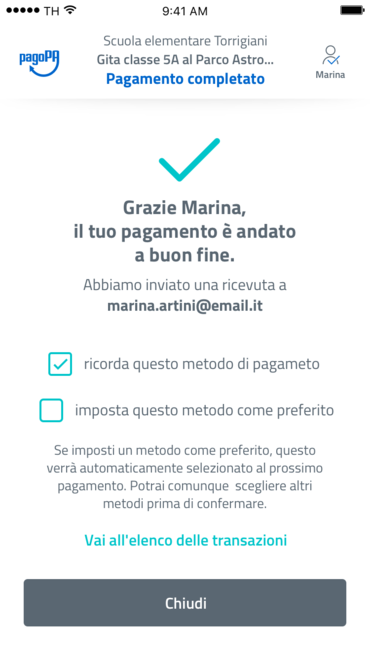 TH
9:41 AM
pagoPA
Scuola elementare Torrigiani
Gita classe 5A al Parco Astro...
Pagamento completato
Marina
Grazie Marina,
il tuo pagamento è andato
a buon fine.
Abbiamo inviato una ricevuta a
marina.artini@email.it
ricorda questo metodo di pagameto
imposta questo metodo come preferito
Se imposti un metodo come preferito, questo
verrà automaticamente selezionato al prossimo
pagamento. Potrai comunque  scegliere altri
metodi prima di confermare.
Vai all'elenco delle transazioni
Chiudi